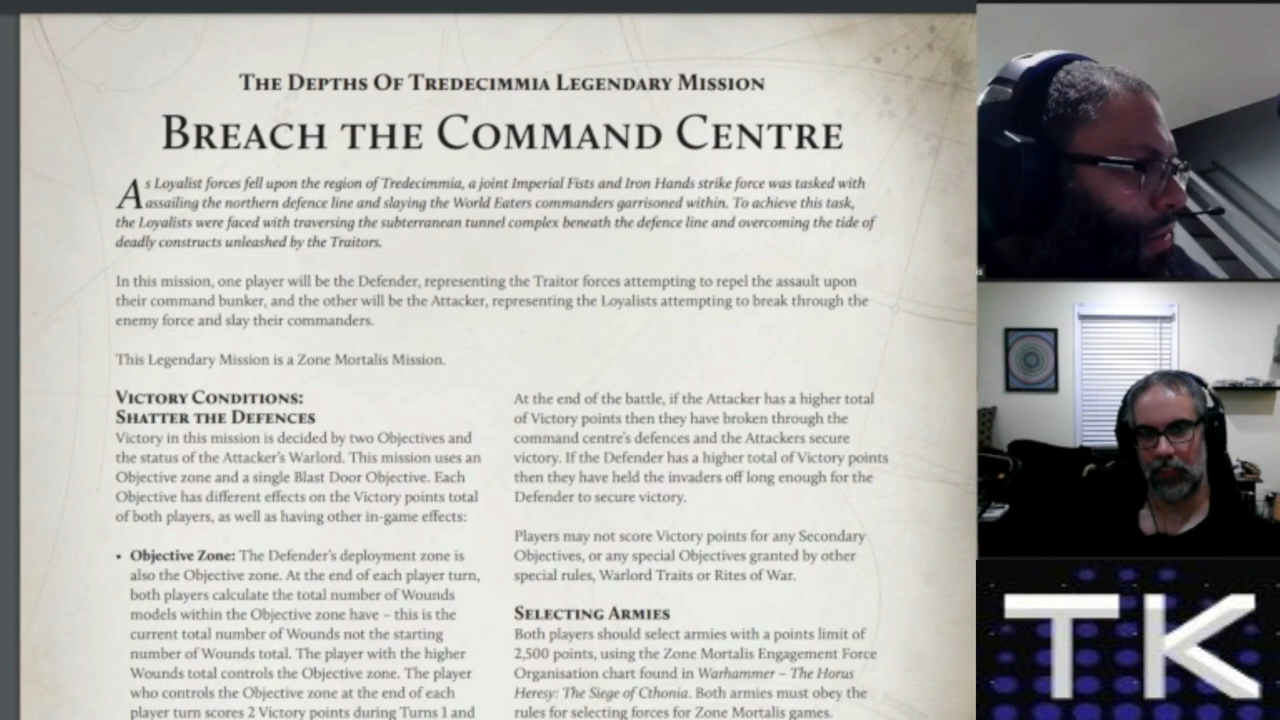 The Depths Of Tredecimmia Legendary Mission
Breach the Command Centre
As Loyalist forces fell upon the region of Tredecimmia, a joint Imperial Fists and Iron Hands strike force was tasked with
assailing the northern defence line and slaying the World Eaters commanders garrisoned within. To achieve this task,
the Loyalists were faced with traversing the subterranean tunnel complex beneath the defence line and overcoming the tide of
deadly constructs unleashed by the Traitors.
In this mission, one player will be the Defender, representing the Traitor forces attempting to repel the assault upon
their command bunker, and the other will be the Attacker, representing the Loyalists attempting to break through the
enemy force and slay their commanders.
This Legendary Mission is a Zone Mortalis Mission.
Victory Conditions:
Shatter the Defences
Victory in this mission is decided by two Objectives and
the status of the Attacker's Warlord. This mission uses an
Objective zone and a single Blast Door Objective. Each
Objective has different effects on the Victory points total
of both players, as well as having other in-game effects:
• Objective Zone: The Defender's deployment zone is
also the Objective zone. At the end of each player turn,
both players calculate the total number of Wounds
models within the Objective zone have – this is the
current total number of Wounds not the starting
number of Wounds total. The player with the higher
Wounds total controls the Objective zone. The player
who controls the Objective zone at the end of each
player turn scores 2 Victory points during Turns 1 and
At the end of the battle, if the Attacker has a higher total
of Victory points then they have broken through the
command centre's defences and the Attackers secure
victory. If the Defender has a higher total of Victory points
then they have held the invaders off long enough for the
Defender to secure victory.
Players may not score Victory points for any Secondary
Objectives, or any special Objectives granted by other
special rules, Warlord Traits or Rites of War.
Selecting Armies
Both players should select armies with a points limit of
2,500 points, using the Zone Mortalis Engagement Force
Organisation chart found in Warhammer – The Horus
Heresy: The Siege of Cthonia. Both armies must obey the
rules for selecting forces for Zone Mortalis games.
TK